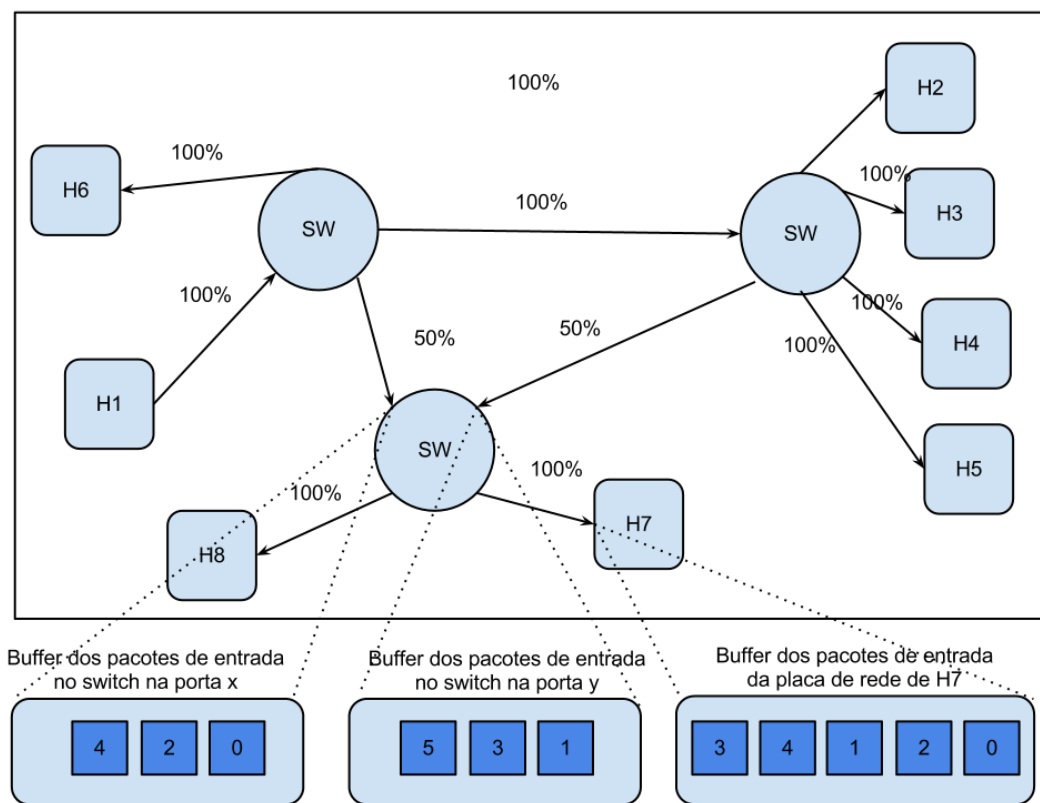 100%
H2
100%
H6
100%
H3
SW
100%
SW
100%
100%
H4
50%
50%
100%
H1
SW
H5
100%
100%
H7
H8
Buffer dos pacotes de entrada
no switch na porta x
Buffer dos pacotes de entrada
no switch na porta y
Buffer dos pacotes de entrada
da placa de rede de H7
4 2 0
5 3 1
3 4 1 2 0